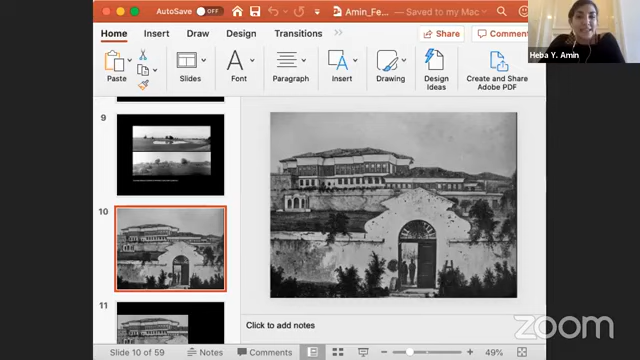 AutoSave OFF Amin_Fe... — Saved to my Mac
Home Insert Draw Design Transitions Share
Paste Slides Font Paragraph Insert Drawing Design Ideas Create and Share Adobe PDF
Heba Y. Amin
9
10
11
Click to add notes
Slide 10 of 59 Notes Comments 49%
zoom